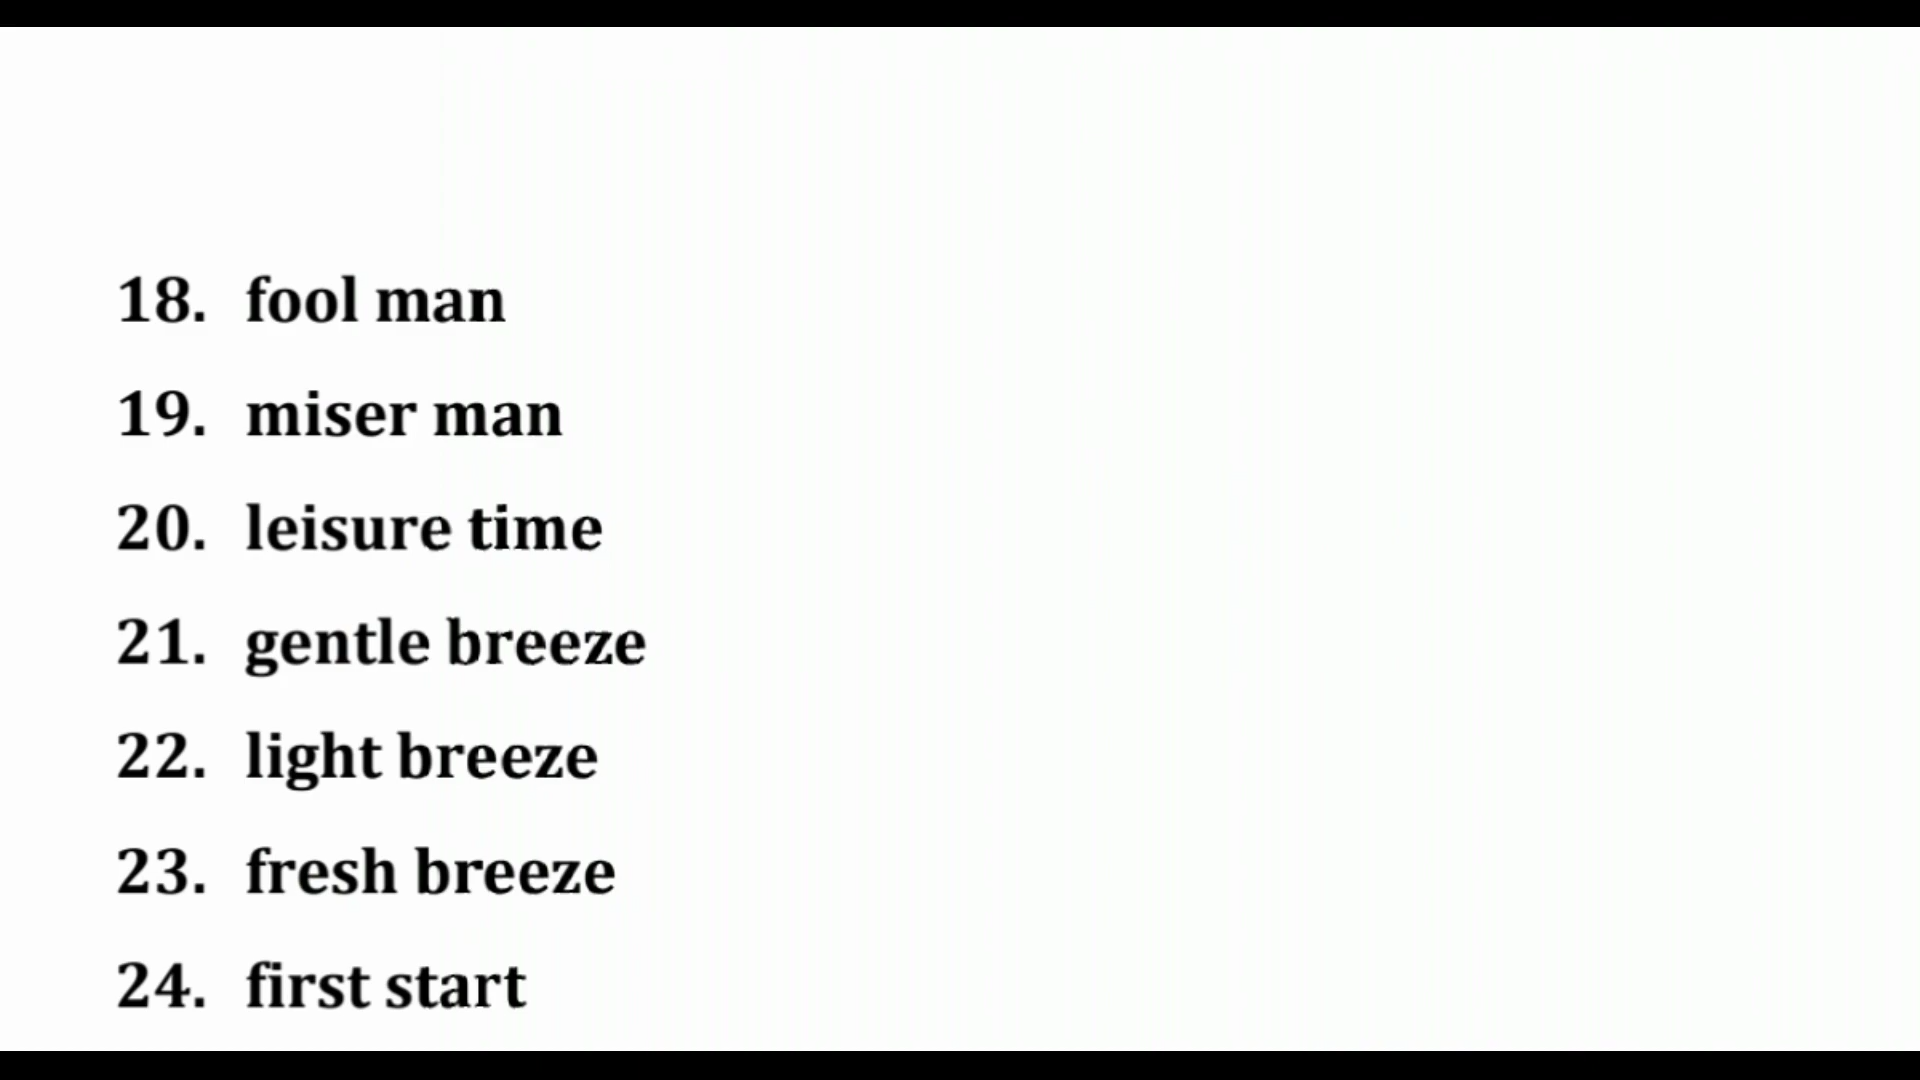 18. fool man
19. miser man
20. leisure time
21. gentle breeze
22. light breeze
23. fresh breeze
24. first start